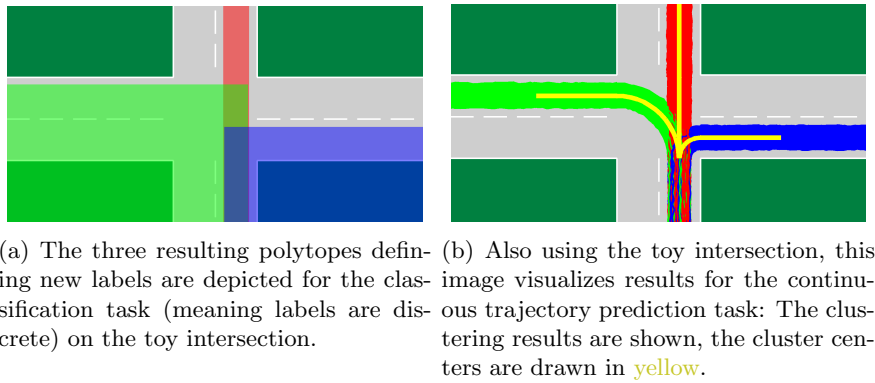 (a) The three resulting polytopes defin-
ing new labels are depicted for the clas-
sification task (meaning labels are dis-
crete) on the toy intersection.
(b) Also using the toy intersection, this
image visualizes results for the continu-
ous trajectory prediction task: The clus-
tering results are shown, the cluster cen-
ters are drawn in yellow.